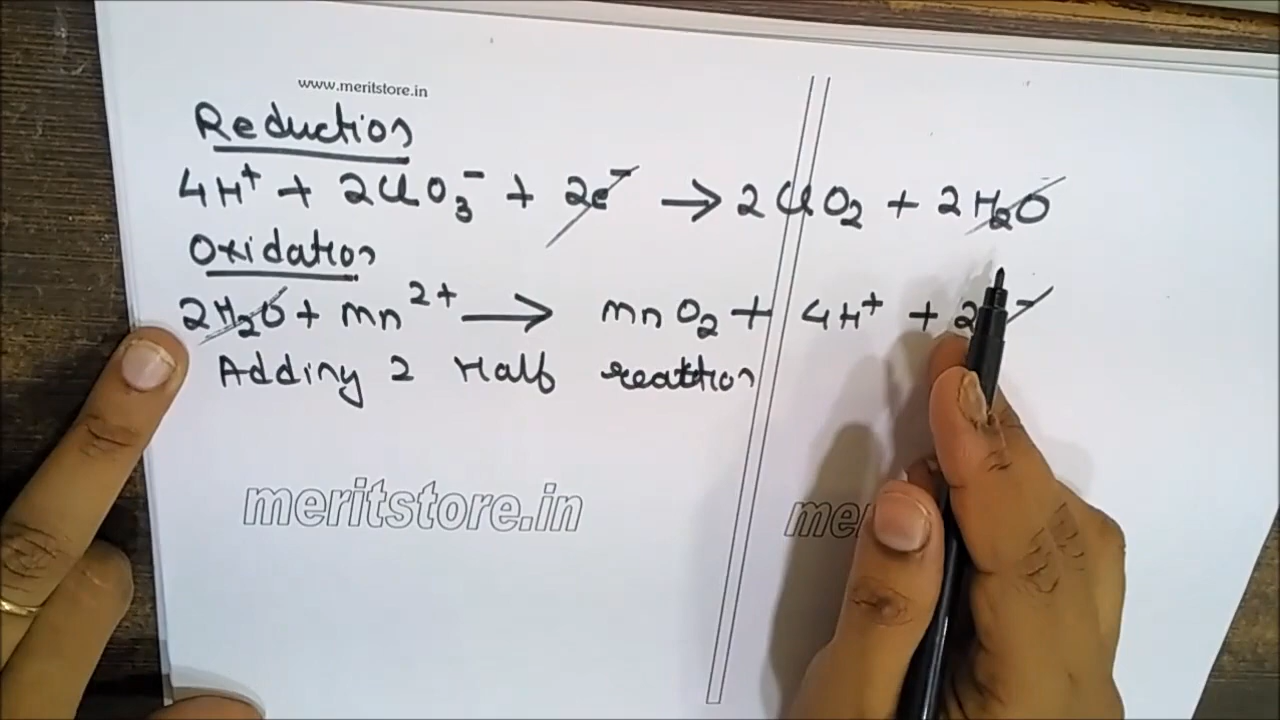 www.meritstore.in
Reduction
4H⁺ + 2ClO₃⁻ + 2e⁻ → 2ClO₂ + 2H₂O
Oxidation
2H₂O + mn²⁺ → mnO₂ + 4H⁺ + 2
Adding 2 Half reaction
meritstore.in